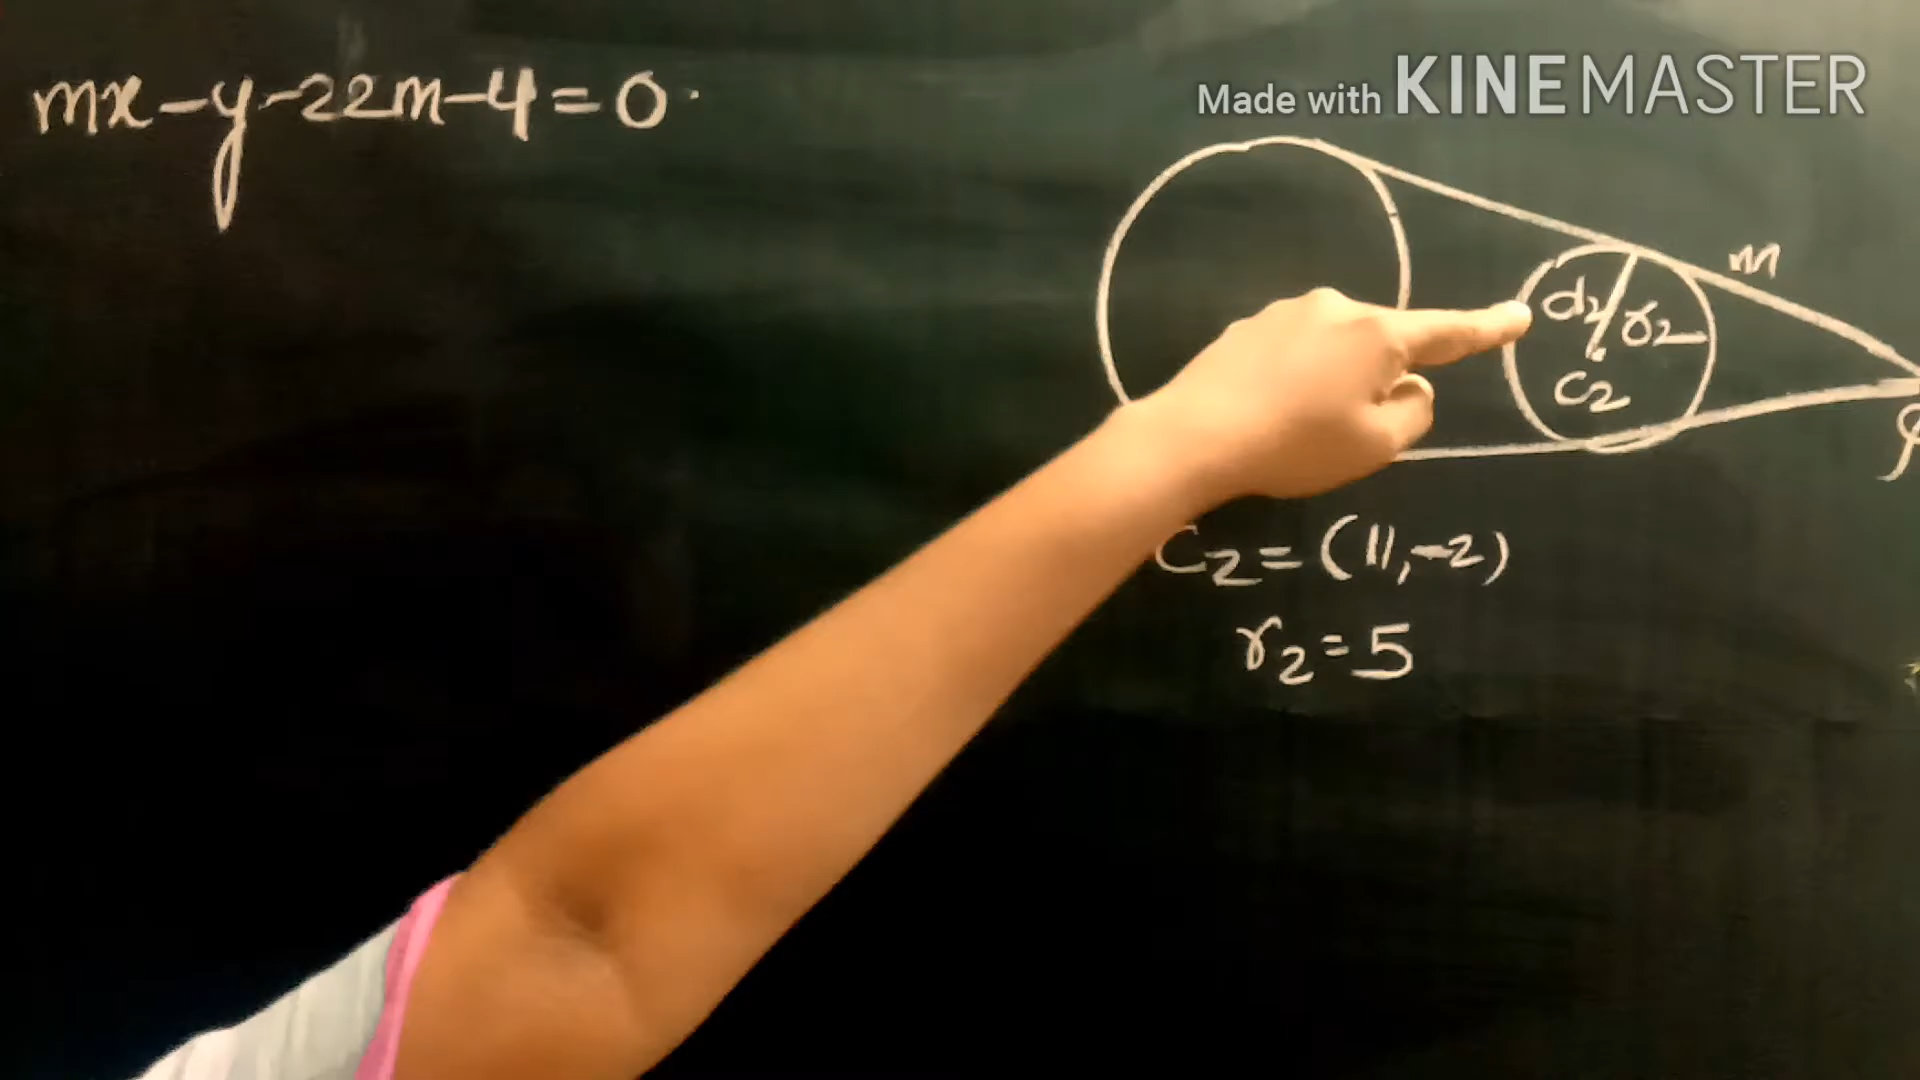 mx-y-22m-4=0
Made with KINEMASTER
m
d2 r2
C2
C2=(11,-2)
r2=5